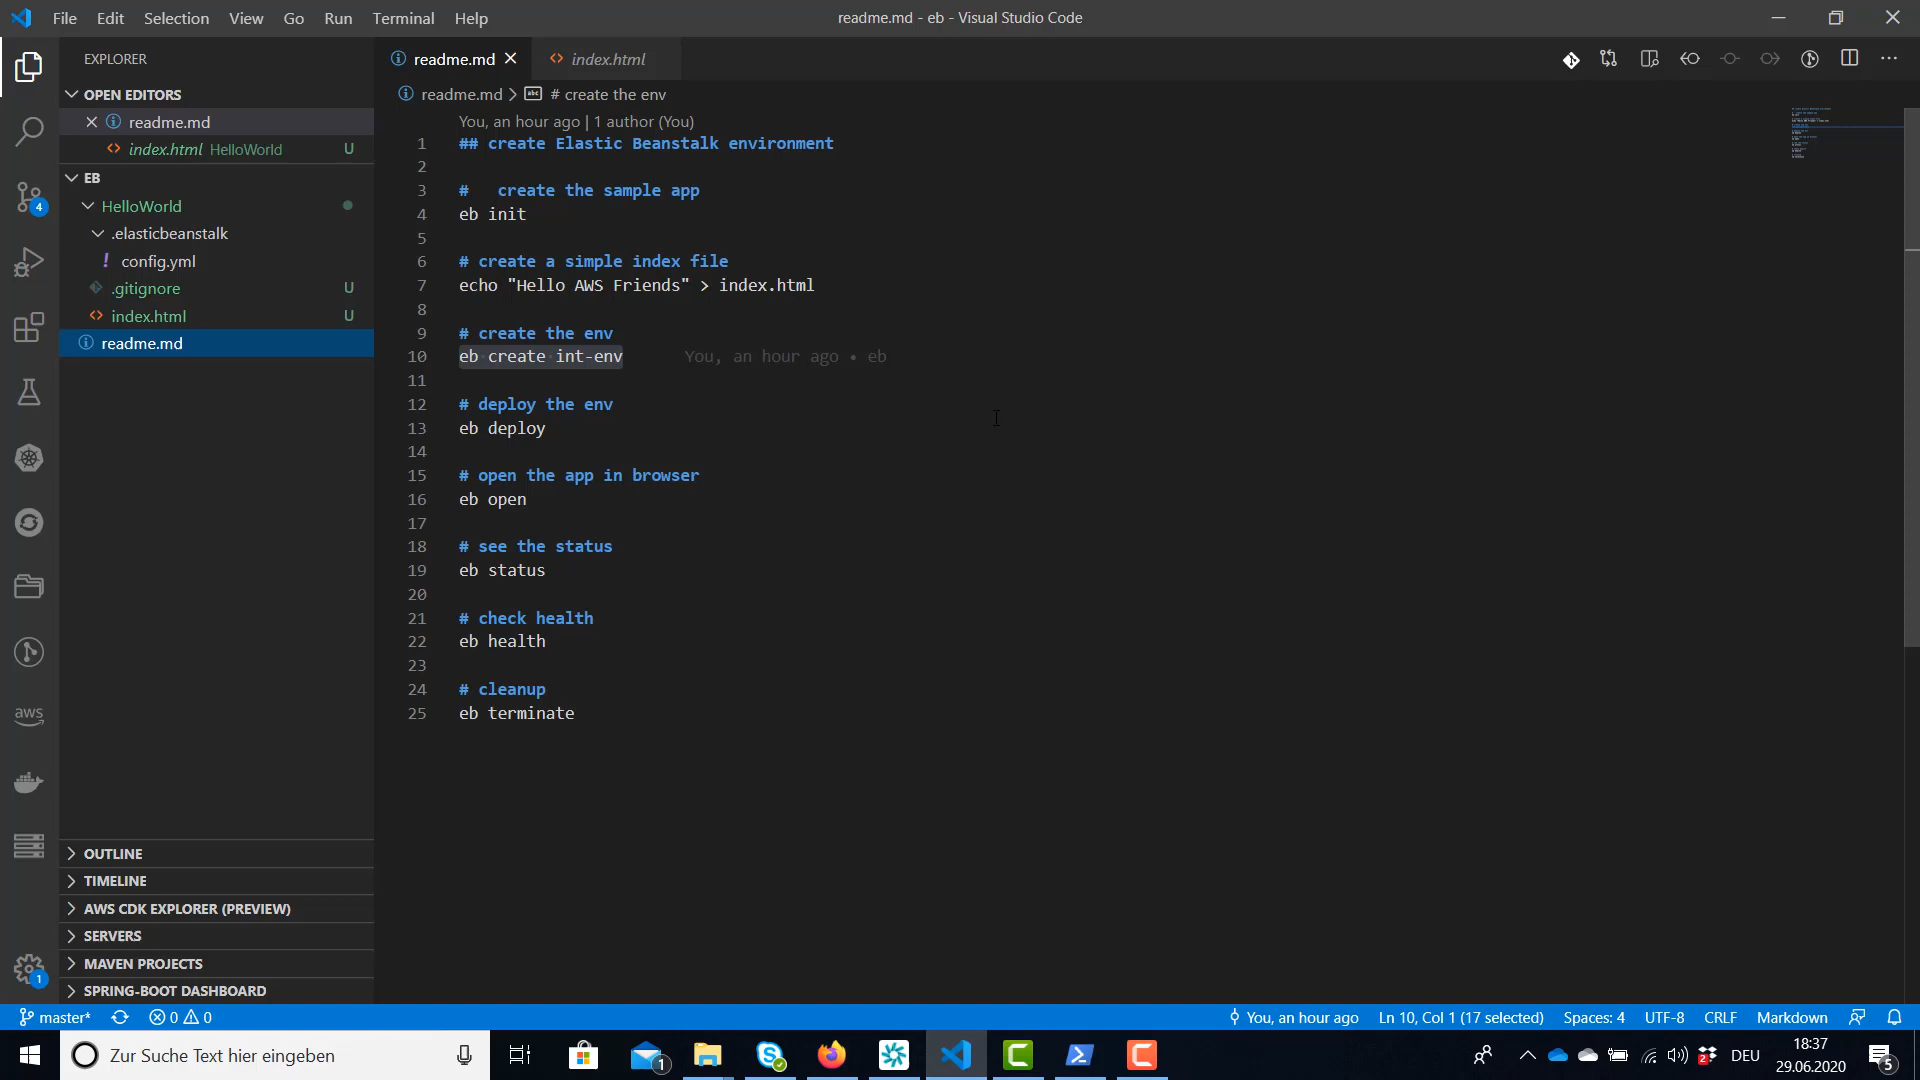 File Edit Selection View Go Run Terminal Help
readme.md - eb - Visual Studio Code
EXPLORER
OPEN EDITORS
readme.md
index.html HelloWorld U
EB
HelloWorld
.elasticbeanstalk
config.yml
.gitignore U
index.html U
readme.md
OUTLINE
TIMELINE
AWS CDK EXPLORER (PREVIEW)
SERVERS
MAVEN PROJECTS
SPRING-BOOT DASHBOARD
4
aws
1
readme.md index.html
readme.md > # create the env
You, an hour ago | 1 author (You)
1 ## create Elastic Beanstalk environment
2
3 # create the sample app
4 eb init
5
6 # create a simple index file
7 echo "Hello AWS Friends" > index.html
8
9 # create the env
10 eb create int-env You, an hour ago • eb
11
12 # deploy the env
13 eb deploy
14
15 # open the app in browser
16 eb open
17
18 # see the status
19 eb status
20
21 # check health
22 eb health
23
24 # cleanup
25 eb terminate
master* 0 0 You, an hour ago Ln 10, Col 1 (17 selected) Spaces: 4 UTF-8 CRLF Markdown
Zur Suche Text hier eingeben
1
2
DEU
18:37
29.06.2020
5